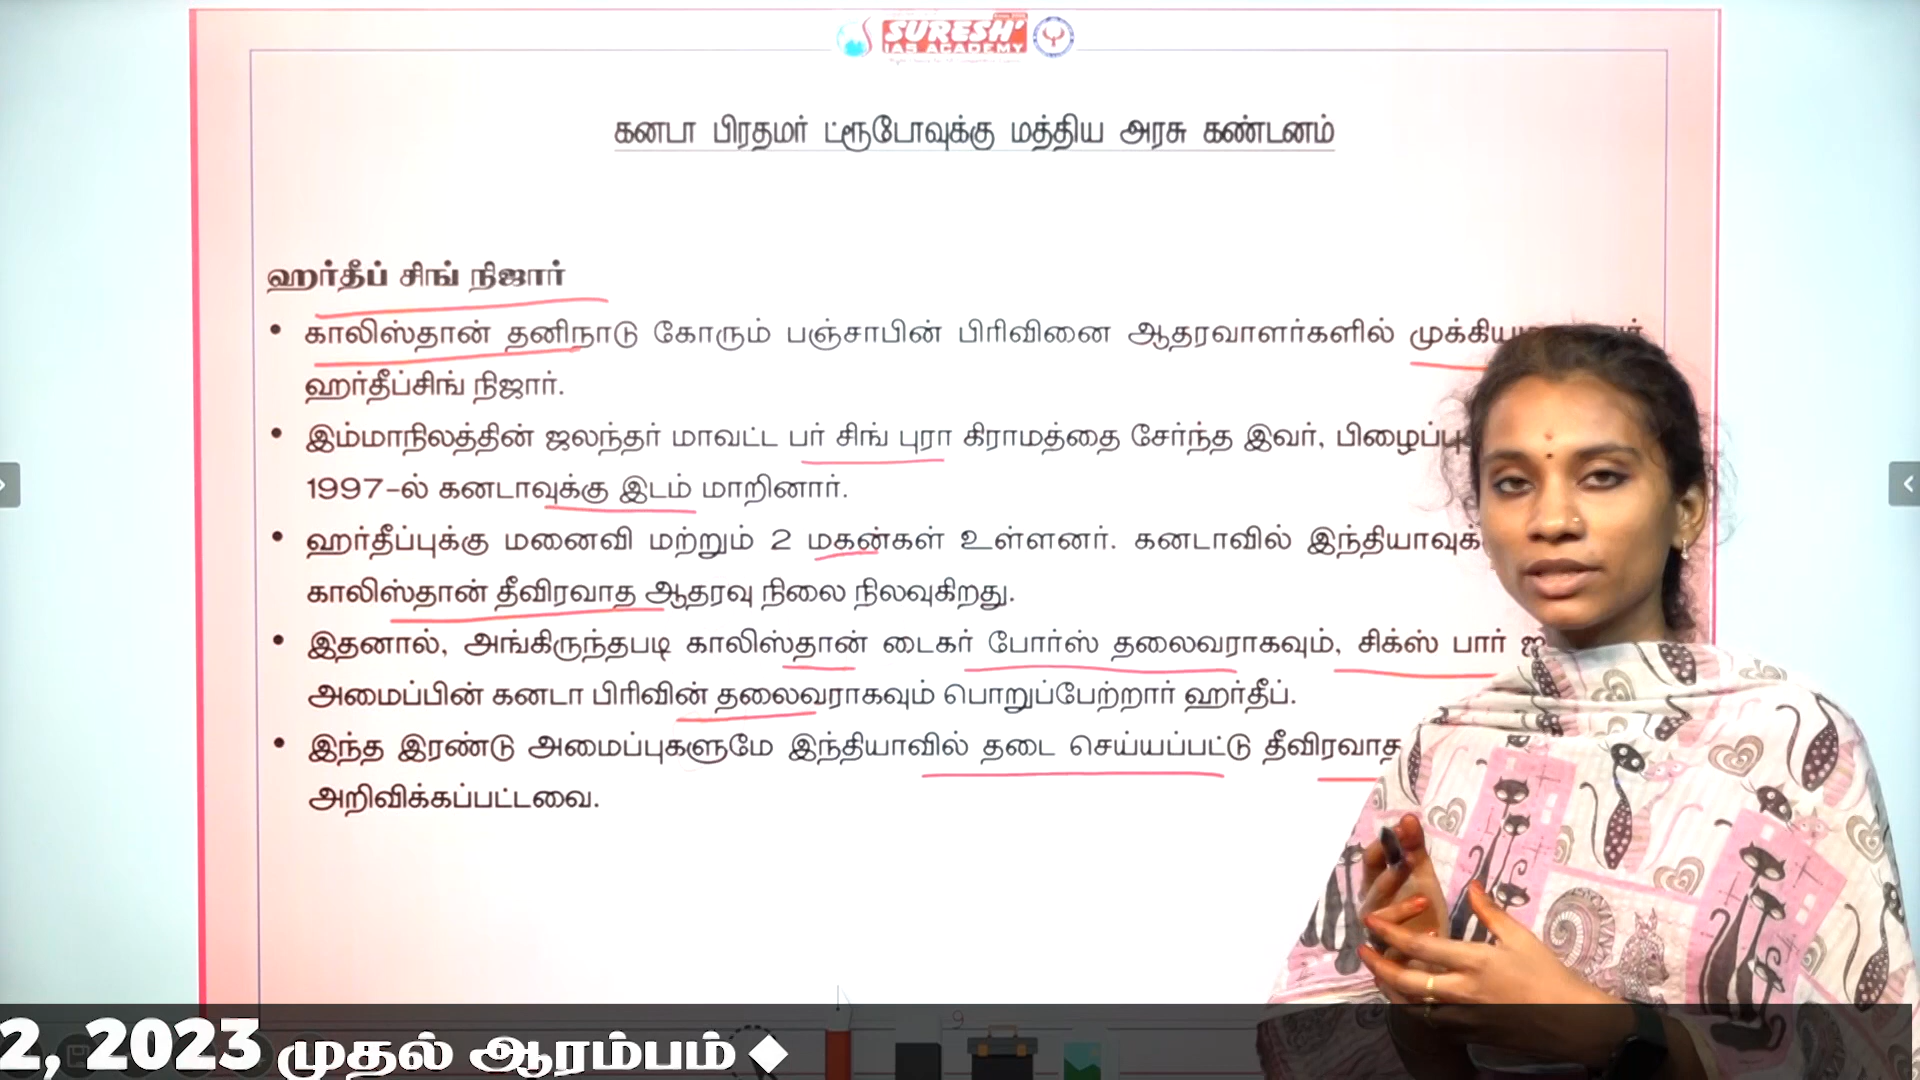 SURESH'
IAS ACADEMY
கனடா பிரதமர் ட்ரூடோவுக்கு மத்திய அரசு கண்டனம்
ஹர்தீப் சிங் நிஜார்
• காலிஸ்தான் தனிநாடு கோரும் பஞ்சாபின் பிரிவினை ஆதரவாளர்களில்
ஹர்தீப்சிங் நிஜார்.
• இம்மாநிலத்தின் ஜலந்தர் மாவட்ட பர் சிங் புரா கிராமத்தை சேர்ந்த இவர்,
1997-ல் கனடாவுக்கு இடம் மாறினார்.
• ஹர்தீப்புக்கு மனைவி மற்றும் 2 மகன்கள் உள்ளனர். கனடாவில்
காலிஸ்தான் தீவிரவாத ஆதரவு நிலை நிலவுகிறது.
• இதனால், அங்கிருந்தபடி காலிஸ்தான் டைகர் போர்ஸ் தலைவராகவும், சிக்ஸ் பார்
அமைப்பின் கனடா பிரிவின் தலைவராகவும் பொறுப்பேற்றார் ஹர்தீப்.
• இந்த இரண்டு அமைப்புகளுமே இந்தியாவில் தடை செய்யப்பட்டு தீவிரவாத
அறிவிக்கப்பட்டவை.
9
2, 2023 முதல் ஆரம்பம் ◆